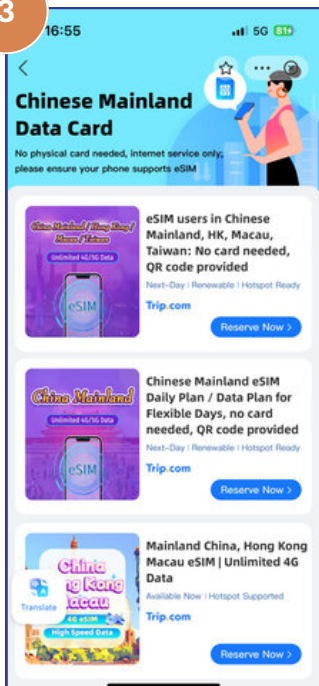 3
16:55
5G 81
Chinese Mainland
Data Card
No physical card needed, internet service only,
please ensure your phone supports eSIM
China Mainland / Hong Kong /
Macau / Taiwan
Unlimited 4G/5G Data
eSIM
eSIM users in Chinese
Mainland, HK, Macau,
Taiwan: No card needed,
QR code provided
Next-Day | Renewable | Hotspot Ready
Trip.com
Reserve Now >
China Mainland
Unlimited 4G/5G Data
eSIM
Chinese Mainland eSIM
Daily Plan / Data Plan for
Flexible Days, no card
needed, QR code provided
Next-Day | Renewable | Hotspot Ready
Trip.com
Reserve Now >
China
ng Kong
acau
4G eSIM
High Speed Data
Translate
Mainland China, Hong Kong
Macau eSIM | Unlimited 4G
Data
Available Now | Hotspot Supported
Trip.com
Reserve Now >